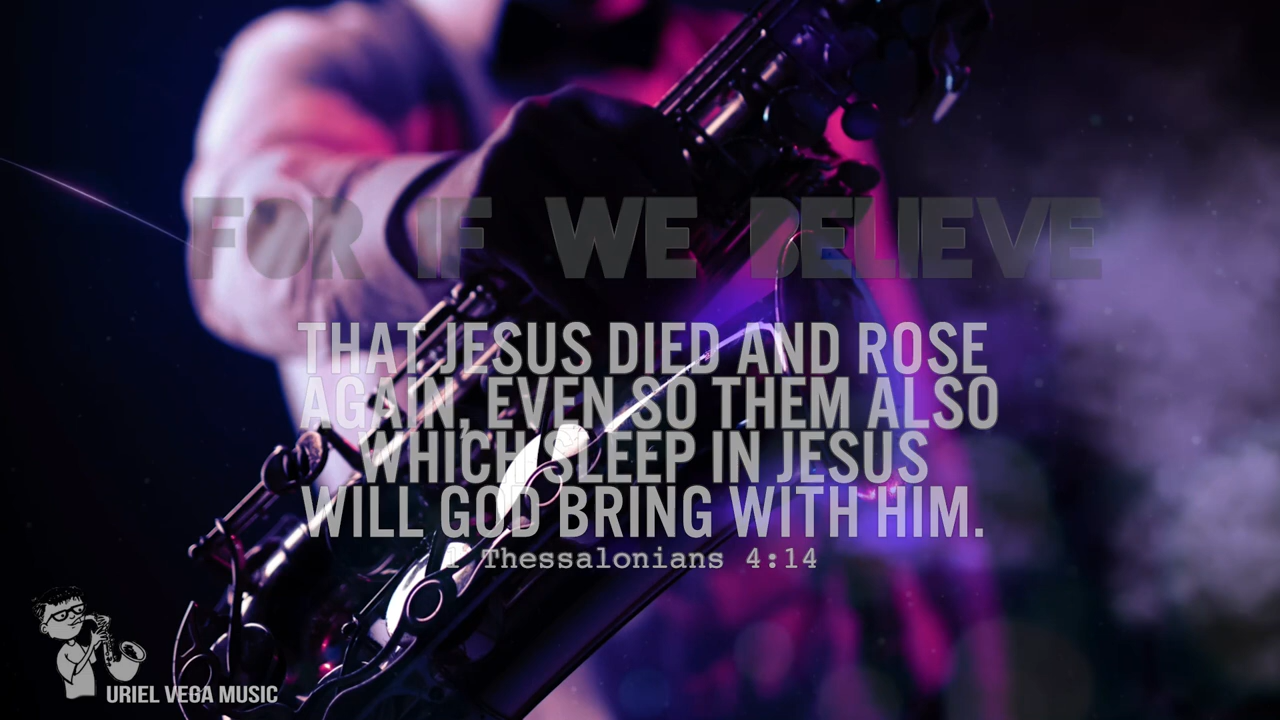 FOR IF WE BELIEVE
THAT JESUS DIED AND ROSE
AGAIN, EVEN SO THEM ALSO
WHICH SLEEP IN JESUS
WILL GOD BRING WITH HIM.
1 Thessalonians 4:14
URIEL VEGA MUSIC